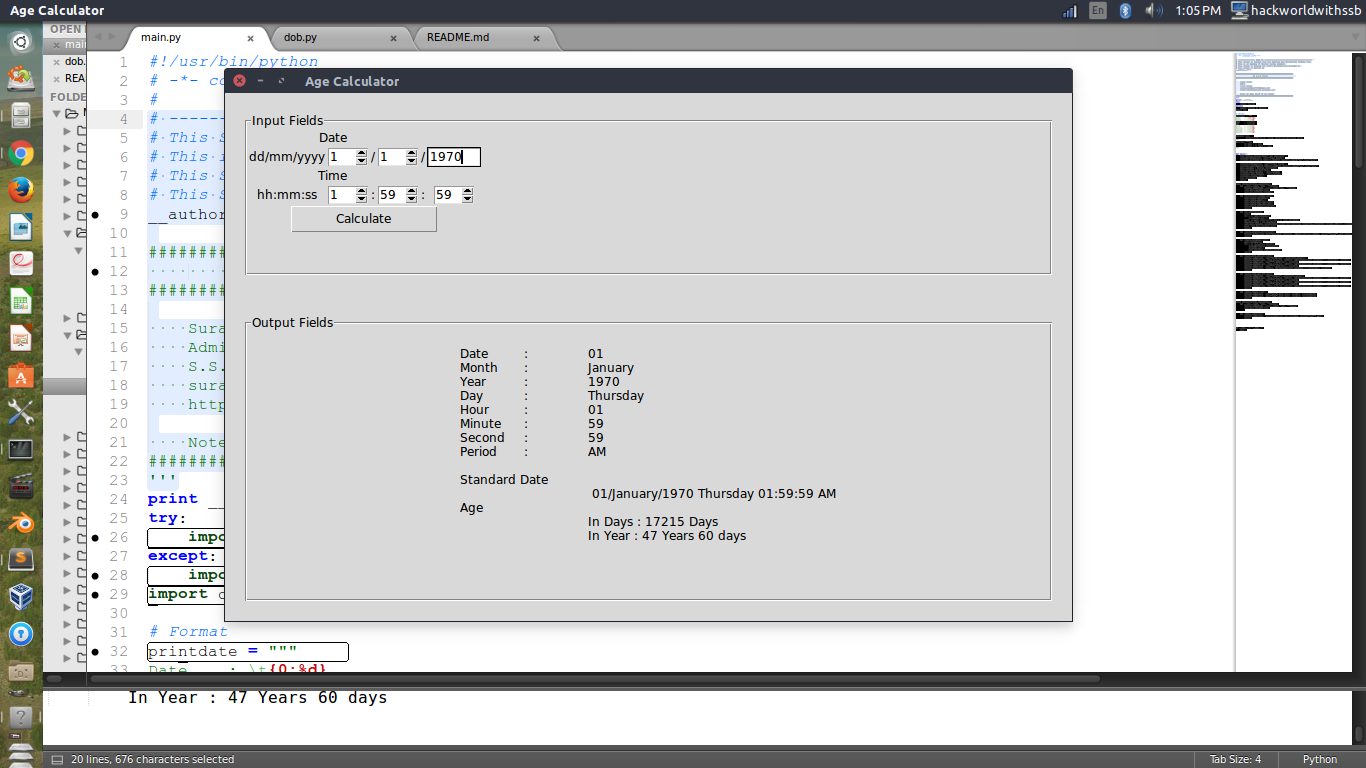 Age Calculator
En
1:05 PM
hackworldwithssb
OPEN
main.py
dob.py
README.md
mai
dob.
REA
FOLDE
1 #!/usr/bin/python
2 # -*- co
3 #
4 # ------
5 # This S
6 # This i
7 # This S
8 # This S
9 __author
10
11 ########
12
13 ########
14
15 Sura
16 Admi
17 S.S.
18 sura
19 http
20
21 Note
22 ########
23 '''
24 print __
25 try:
26 impo
27 except:
28 impo
29 import
30
31 # Format
32 printdate = """
33 Date : \t{0:%d}
Age Calculator
Input Fields
Date
dd/mm/yyyy 1 / 1 / 1970
Time
hh:mm:ss 1 : 59 : 59
Calculate
Output Fields
Date : 01
Month : January
Year : 1970
Day : Thursday
Hour : 01
Minute : 59
Second : 59
Period : AM
Standard Date
01/January/1970 Thursday 01:59:59 AM
Age
In Days : 17215 Days
In Year : 47 Years 60 days
In Year : 47 Years 60 days
20 lines, 676 characters selected
Tab Size: 4
Python